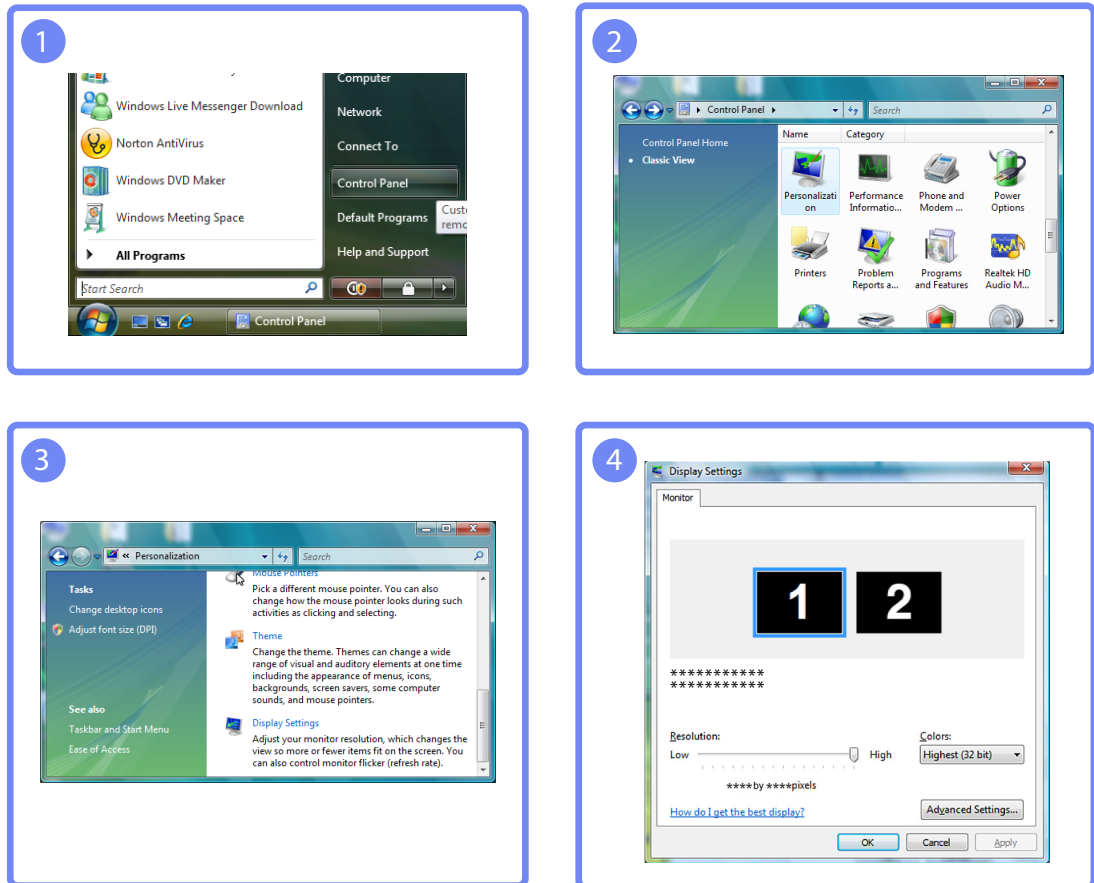 1
Computer
Windows Live Messenger Download
Network
Norton AntiVirus
Connect To
Windows DVD Maker
Control Panel
Windows Meeting Space
Default Programs
All Programs
Help and Support
Start Search
Control Panel
2
Control Panel
Search
Control Panel Home
Classic View
Name Category
Personalizati
on
Performance
Informatio...
Phone and
Modem ...
Power
Options
Printers
Problem
Reports a...
Programs
and Features
Realtek HD
Audio M...
3
« Personalization
Search
Tasks
Change desktop icons
Adjust font size (DPI)
See also
Taskbar and Start Menu
Ease of Access
Mouse Pointers
Pick a different mouse pointer. You can also
change how the mouse pointer looks during such
activities as clicking and selecting.
Theme
Change the theme. Themes can change a wide
range of visual and auditory elements at one time
including the appearance of menus, icons,
backgrounds, screen savers, some computer
sounds, and mouse pointers.
Display Settings
Adjust your monitor resolution, which changes the
view so more or fewer items fit on the screen. You
can also control monitor flicker (refresh rate).
4
Display Settings
Monitor
1 2
***********
***********
Resolution:
Low High
****by ****pixels
Colors:
Highest (32 bit)
How do I get the best display?
Advanced Settings...
OK Cancel Apply